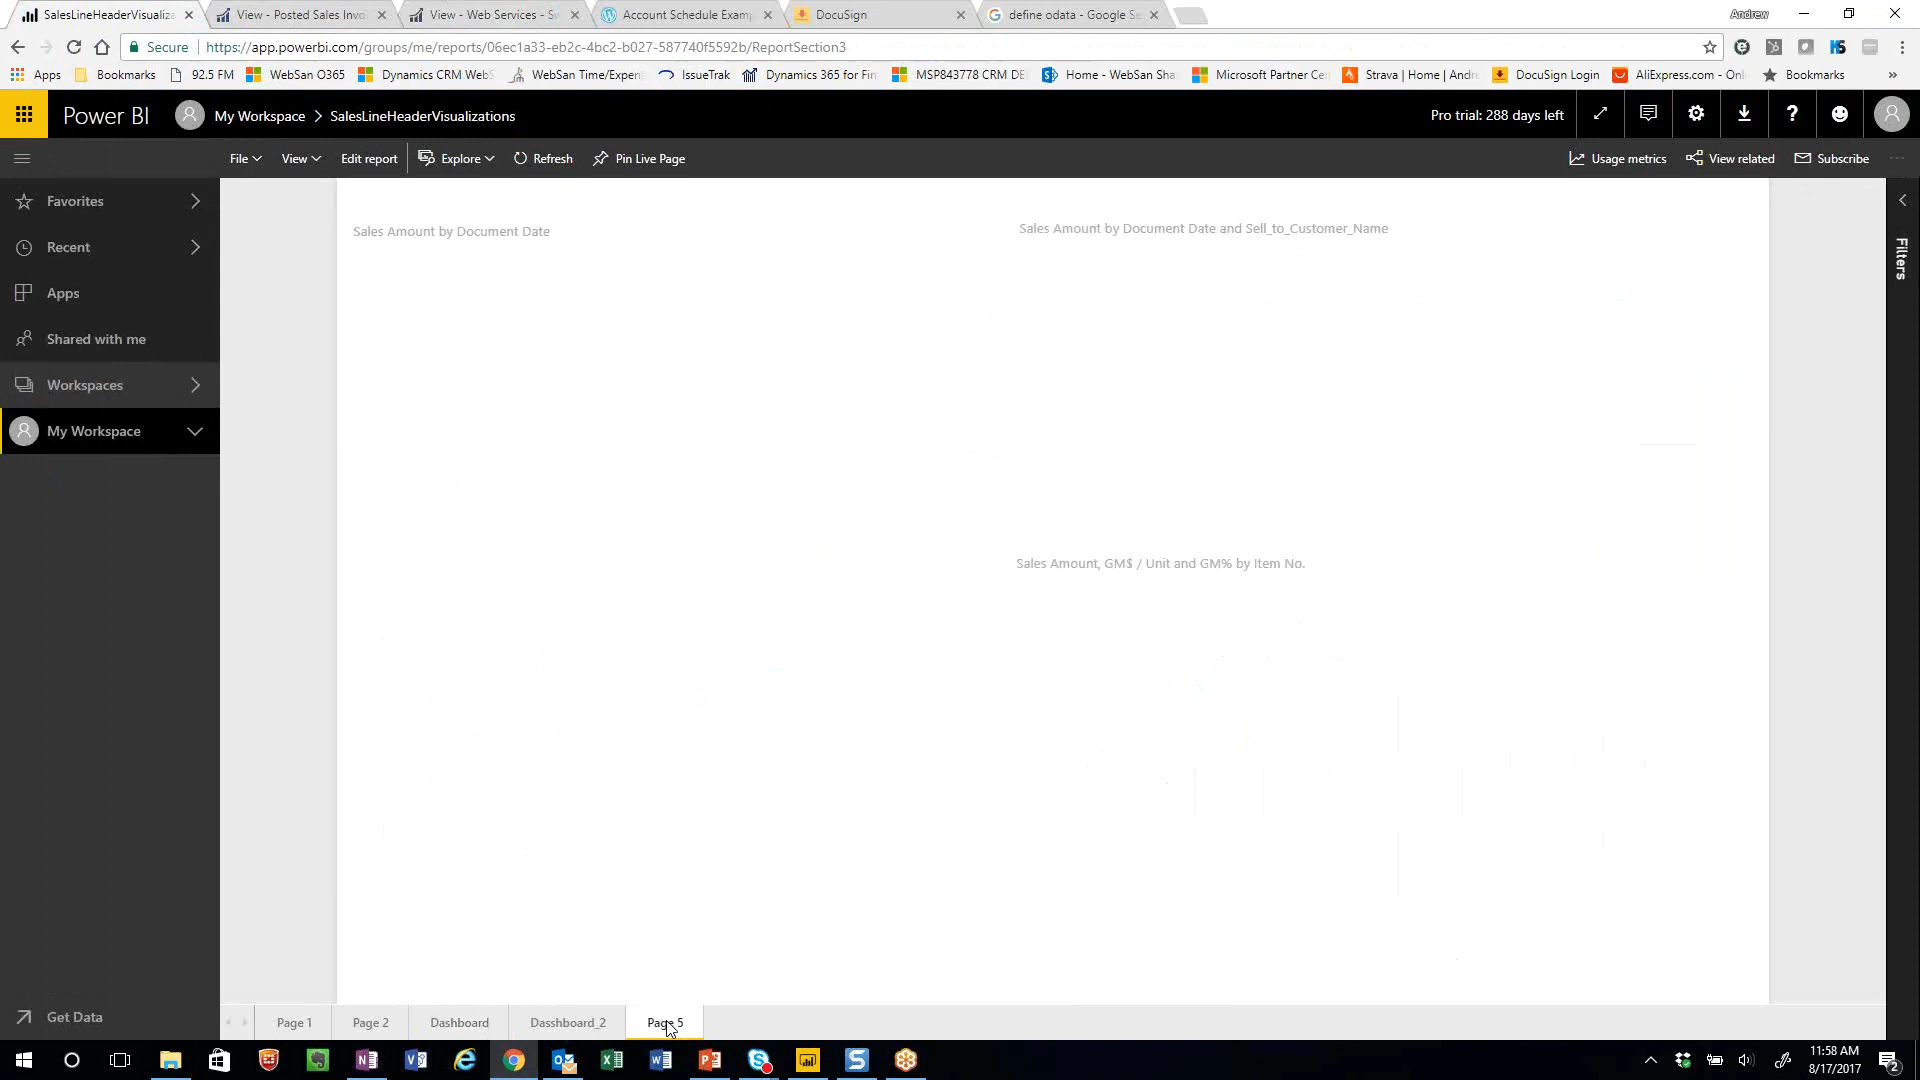 SalesLineHeaderVisualiza
View - Posted Sales Invo
View - Web Services - Sw
Account Schedule Examp
DocuSign
define odata - Google Se
Andrew
Secure
https://app.powerbi.com/groups/me/reports/06ec1a33-eb2c-4bc2-b027-587740f5592b/ReportSection3
Apps
Bookmarks
92.5 FM
WebSan O365
Dynamics CRM WebS
WebSan Time/Expen
IssueTrak
Dynamics 365 for Fin
MSP843778 CRM DE
Home - WebSan Sha
Microsoft Partner Ce
Strava | Home | Andr
DocuSign Login
AliExpress.com - Onl
Bookmarks
Power BI
My Workspace > SalesLineHeaderVisualizations
Pro trial: 288 days left
File
View
Edit report
Explore
Refresh
Pin Live Page
Usage metrics
View related
Subscribe
Favorites
Recent
Apps
Shared with me
Workspaces
My Workspace
Get Data
Sales Amount by Document Date
Sales Amount by Document Date and Sell_to_Customer_Name
Sales Amount, GM$ / Unit and GM% by Item No.
Filters
Page 1
Page 2
Dashboard
Dasshboard_2
Page 5
11:58 AM
8/17/2017
2